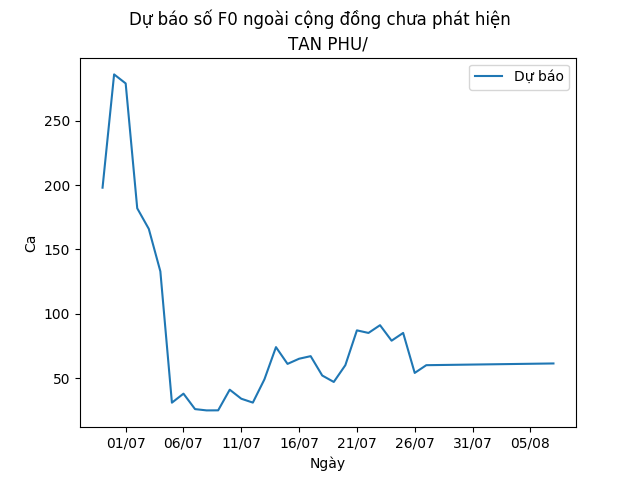 Dự báo số F0 ngoài cộng đồng chưa phát hiện
TAN PHU/
Dự báo
Ca
250
200
150
100
50
01/07 06/07 11/07 16/07 21/07 26/07 31/07 05/08
Ngày